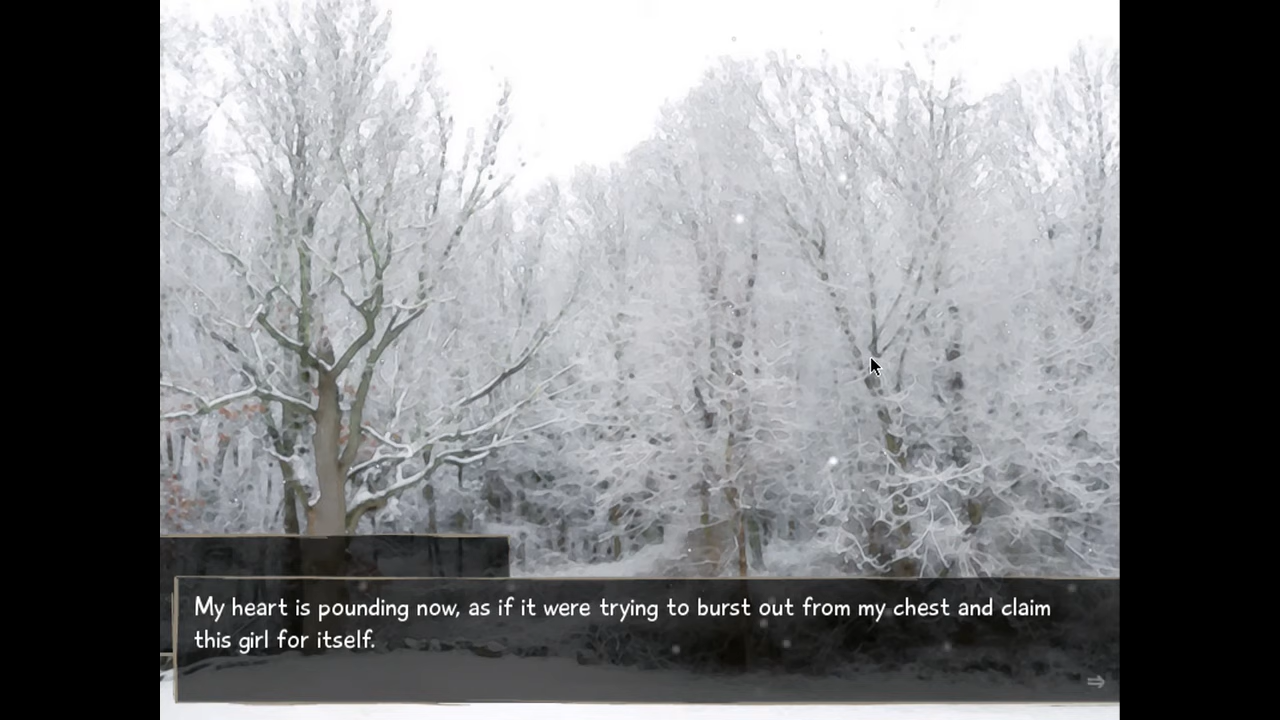 My heart is pounding now, as if it were trying to burst out from my chest and claim
this girl for itself.